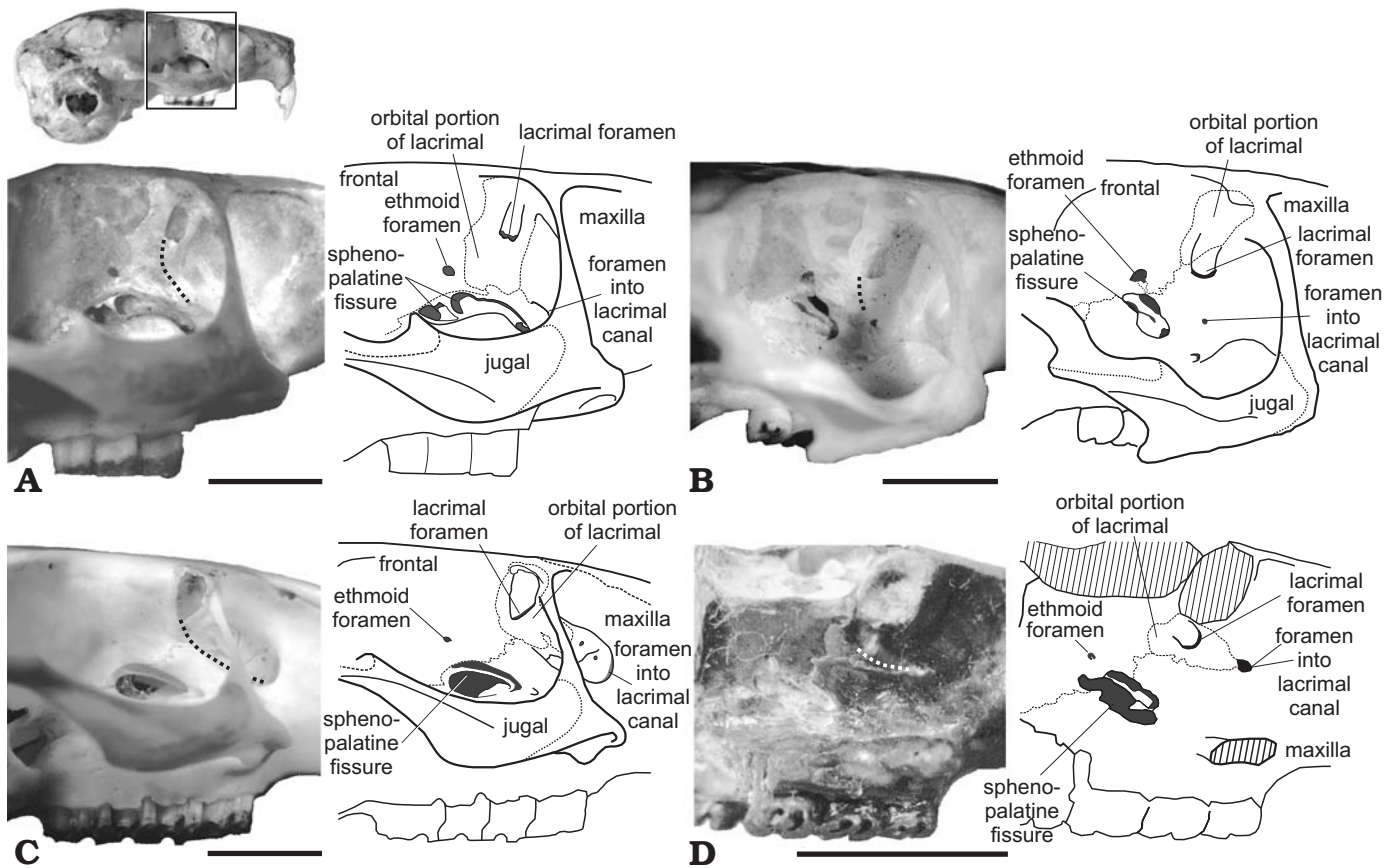 orbital portion
of lacrimal
lacrimal foramen
frontal
ethmoid
foramen
maxilla
spheno-
palatine
fissure
foramen
into
lacrimal
canal
jugal
A
orbital portion
of lacrimal
ethmoid
foramen
frontal
maxilla
spheno-
palatine
fissure
lacrimal
foramen
foramen
into
lacrimal
canal
jugal
B
lacrimal
foramen
orbital portion
of lacrimal
frontal
ethmoid
foramen
maxilla
foramen
into
lacrimal
canal
jugal
spheno-
palatine
fissure
C
orbital portion
of lacrimal
lacrimal
foramen
ethmoid
foramen
foramen
into
lacrimal
canal
maxilla
spheno-
palatine
fissure
D